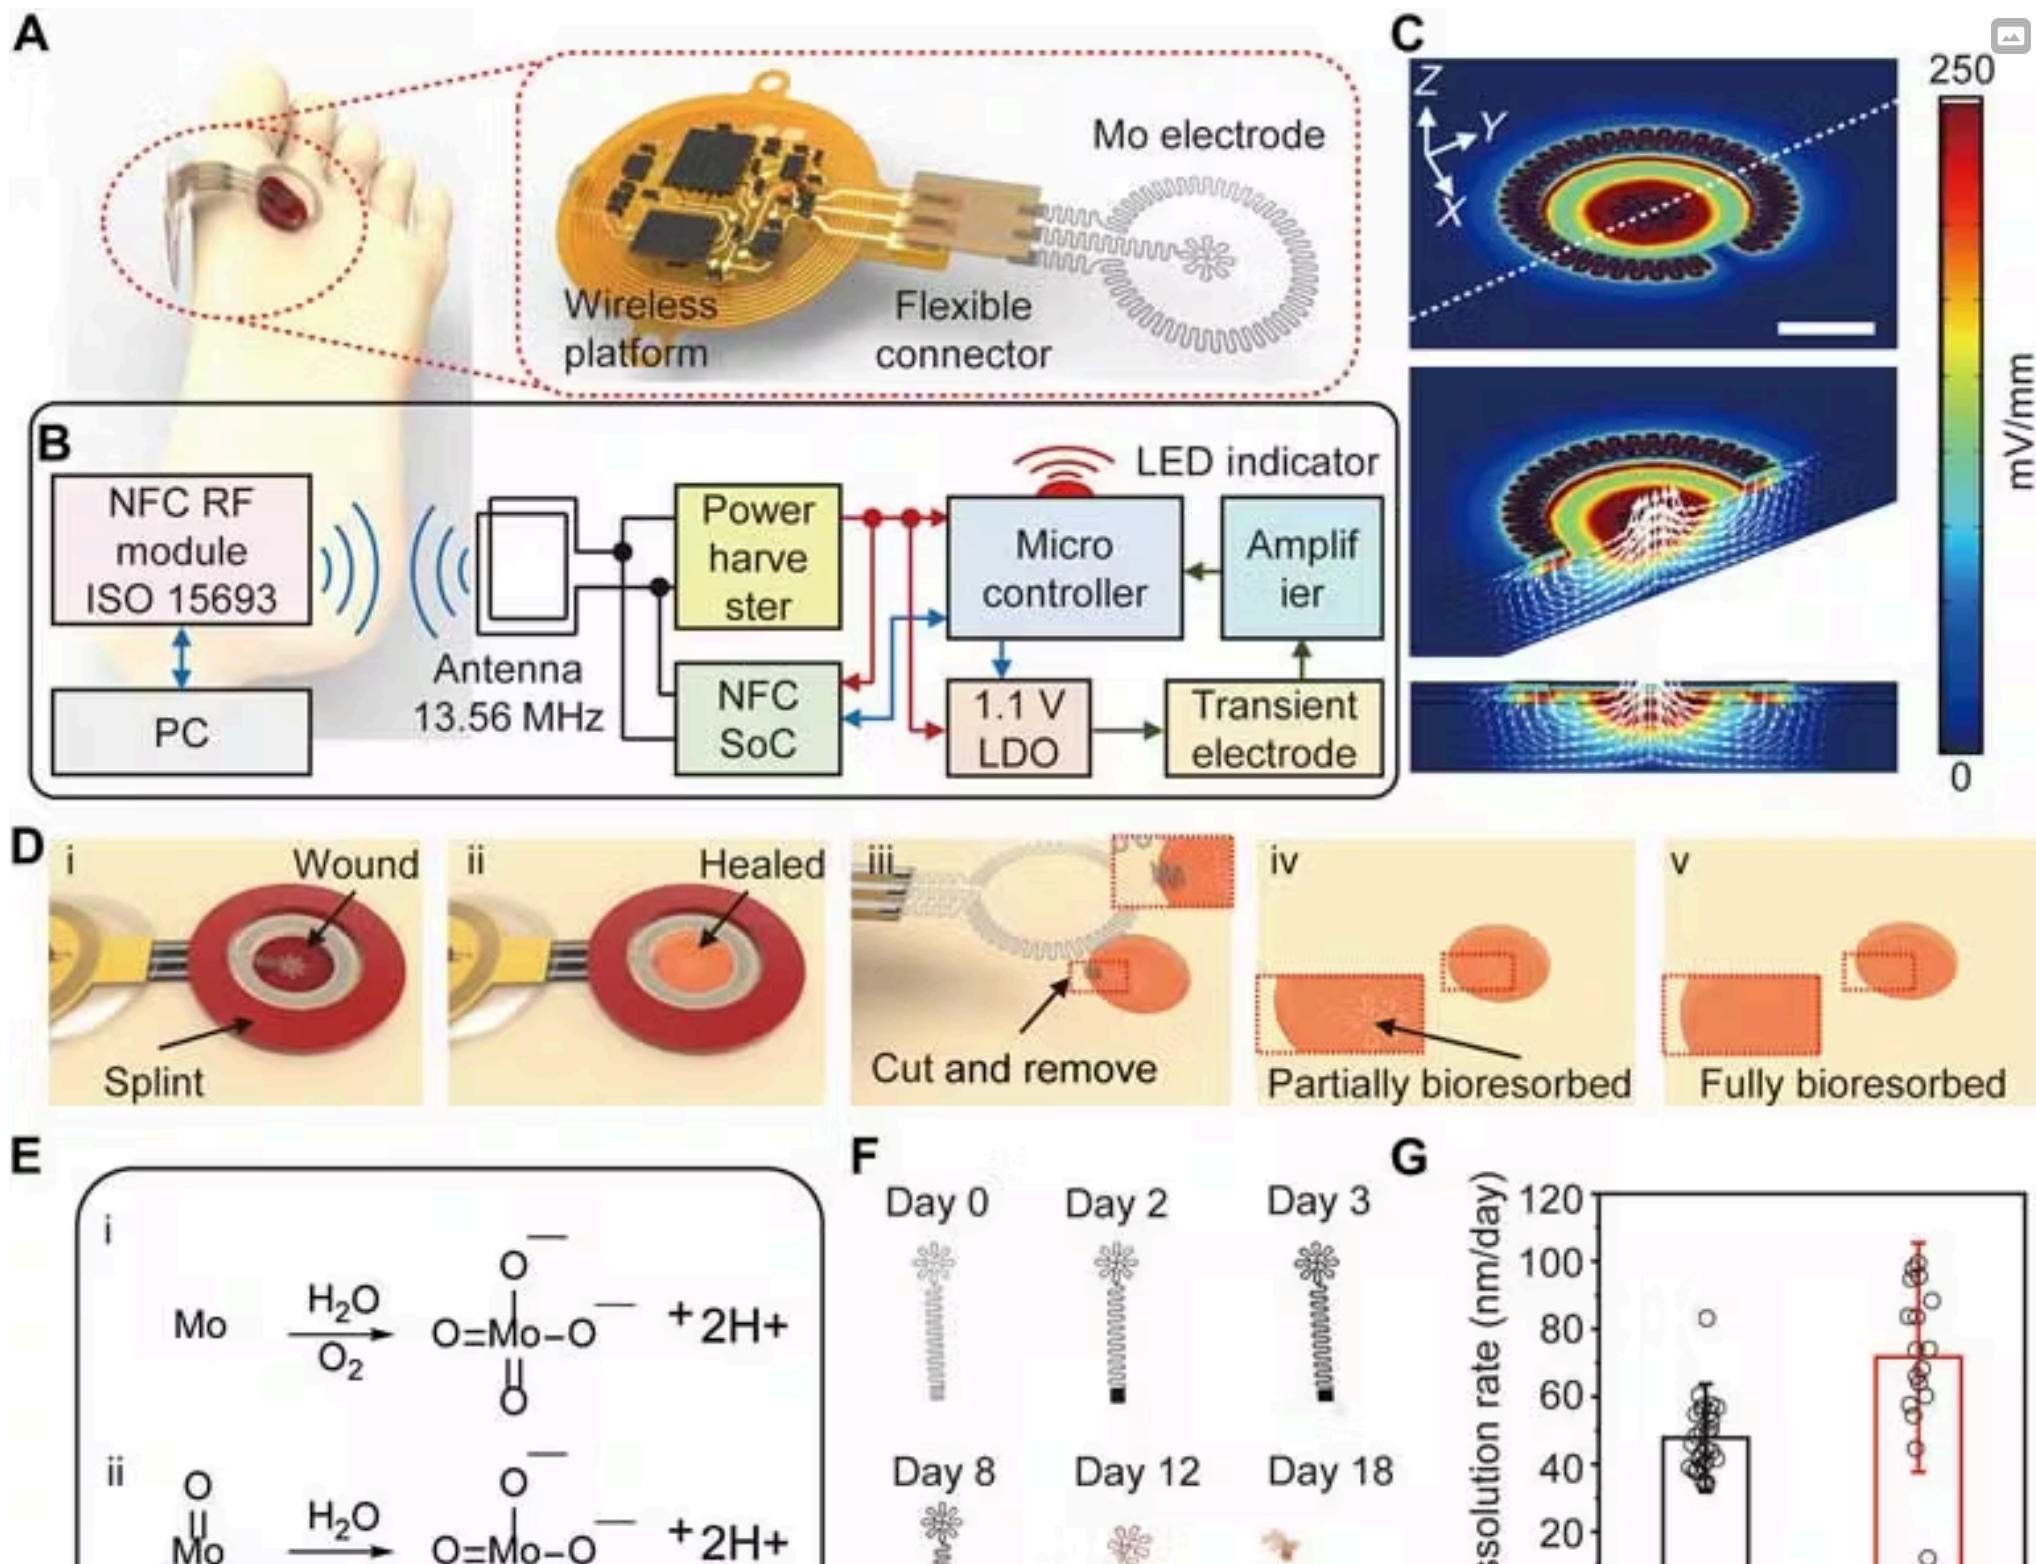 A
Mo electrode
Wireless
platform
Flexible
connector
B
NFC RF
module
ISO 15693
PC
Antenna
13.56 MHz
Power
harve
ster
NFC
SoC
LED indicator
Micro
controller
Amplif
ier
1.1 V
LDO
Transient
electrode
C
Z
Y
X
250
mV/mm
0
D
i
Wound
Splint
ii
Healed
iii
Cut and remove
iv
Partially bioresorbed
v
Fully bioresorbed
E
i
O
Mo
H2O
O2
O=Mo–O
+2H+
O
ii
O
O
Mo
H2O
O=Mo–O
+2H+
F
Day 0
Day 2
Day 3
Day 8
Day 12
Day 18
G
ssolution rate (nm/day)
120
100
80
60
40
20